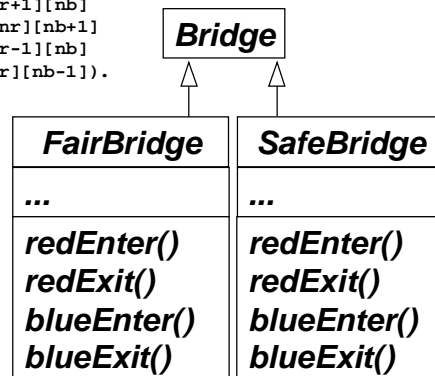 r+1][nb]
nr][nb+1]
r-1][nb]
r][nb-1]).
Bridge
FairBridge
...
redEnter()
redExit()
blueEnter()
blueExit()
SafeBridge
...
redEnter()
redExit()
blueEnter()
blueExit()